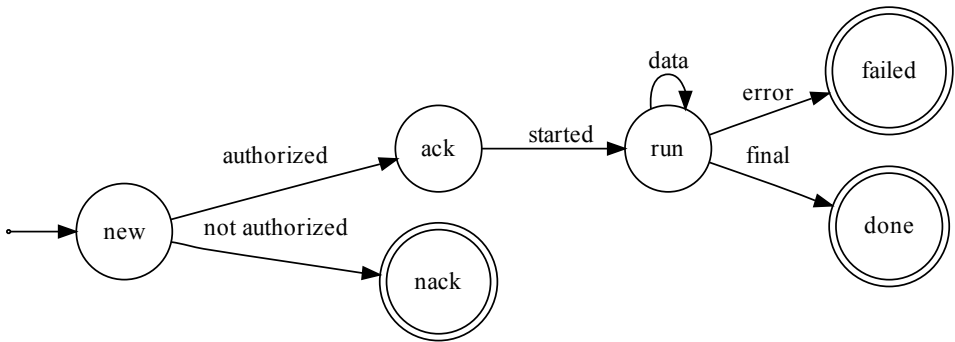 new
authorized
not authorized
ack
nack
started
data
run
error
final
failed
done